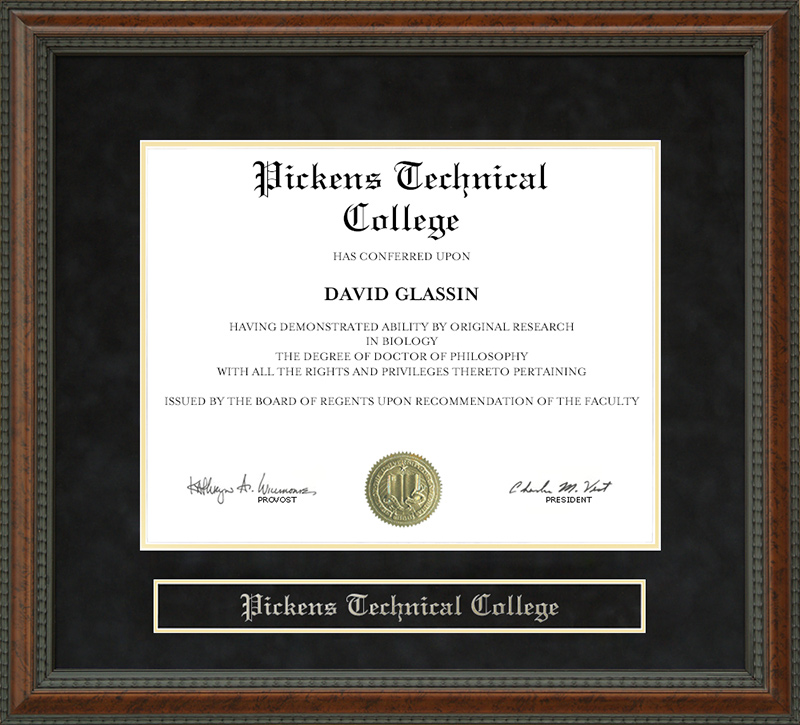 Pickens Technical
College
HAS CONFERRED UPON
DAVID GLASSIN
HAVING DEMONSTRATED ABILITY BY ORIGINAL RESEARCH
IN BIOLOGY
THE DEGREE OF DOCTOR OF PHILOSOPHY
WITH ALL THE RIGHTS AND PRIVILEGES THERETO PERTAINING
ISSUED BY THE BOARD OF REGENTS UPON RECOMMENDATION OF THE FACULTY
PROVOST
Charles M. Vest
PRESIDENT
Pickens Technical College